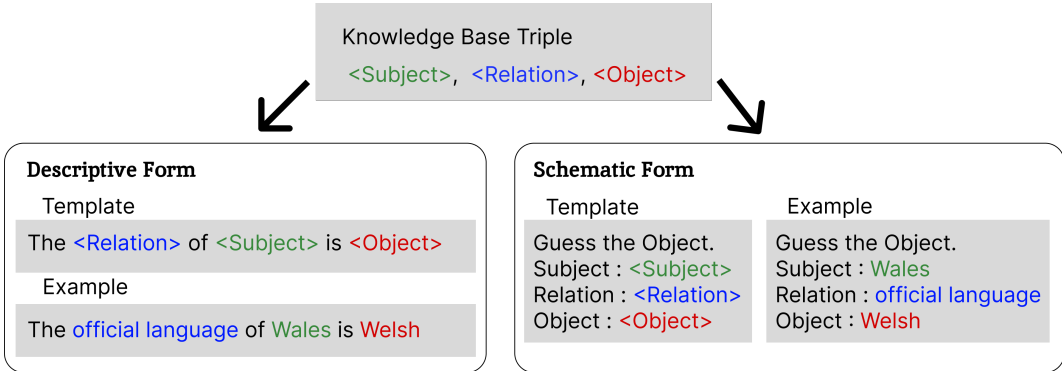 Knowledge Base Triple
<Subject>, <Relation>, <Object>
Descriptive Form
Template
The <Relation> of <Subject> is <Object>
Example
The official language of Wales is Welsh
Schematic Form
Template
Guess the Object.
Subject : <Subject>
Relation : <Relation>
Object : <Object>
Example
Guess the Object.
Subject : Wales
Relation : official language
Object : Welsh